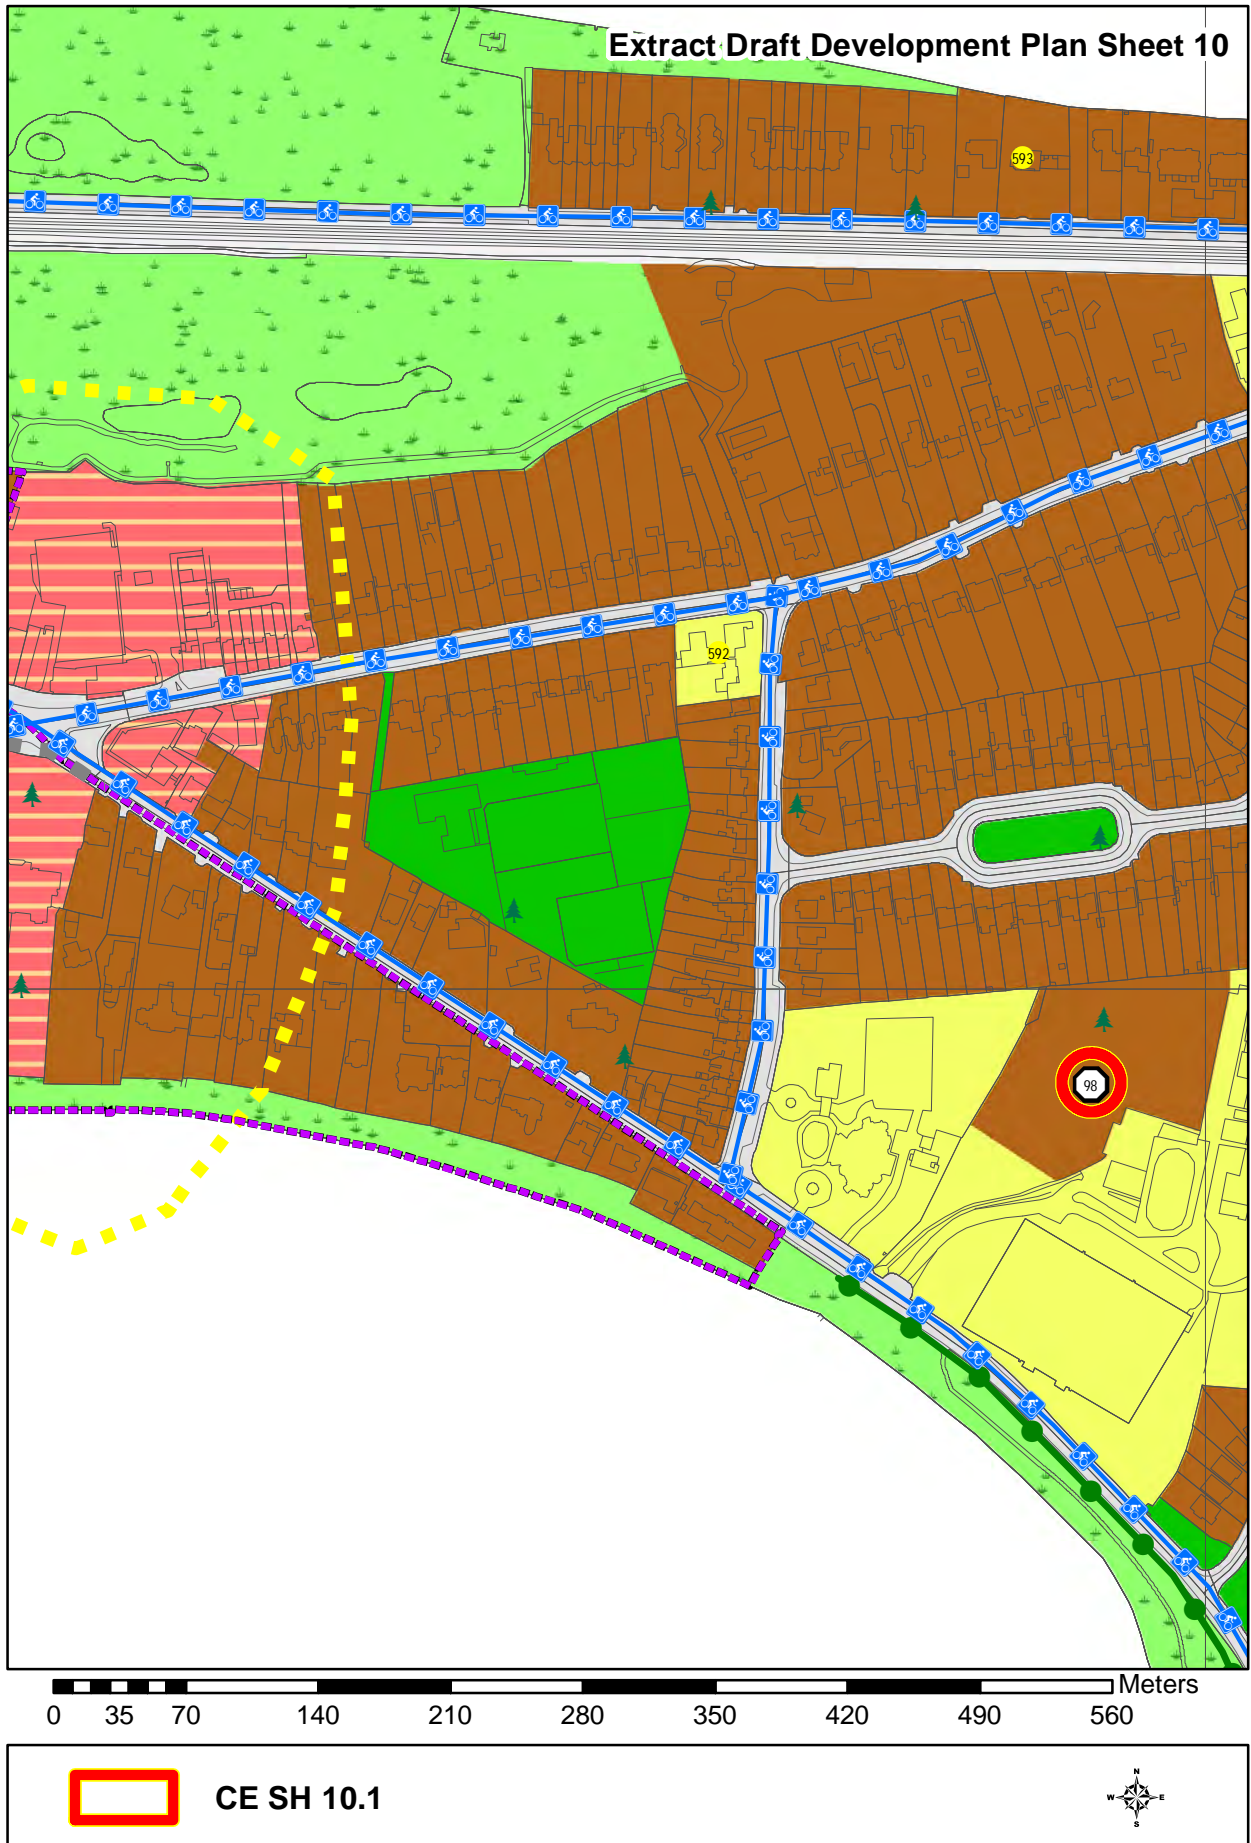 Extract Draft Development Plan Sheet 10
593
592
98
Meters
0 35 70 140 210 280 350 420 490 560
CE SH 10.1
N
W E
S